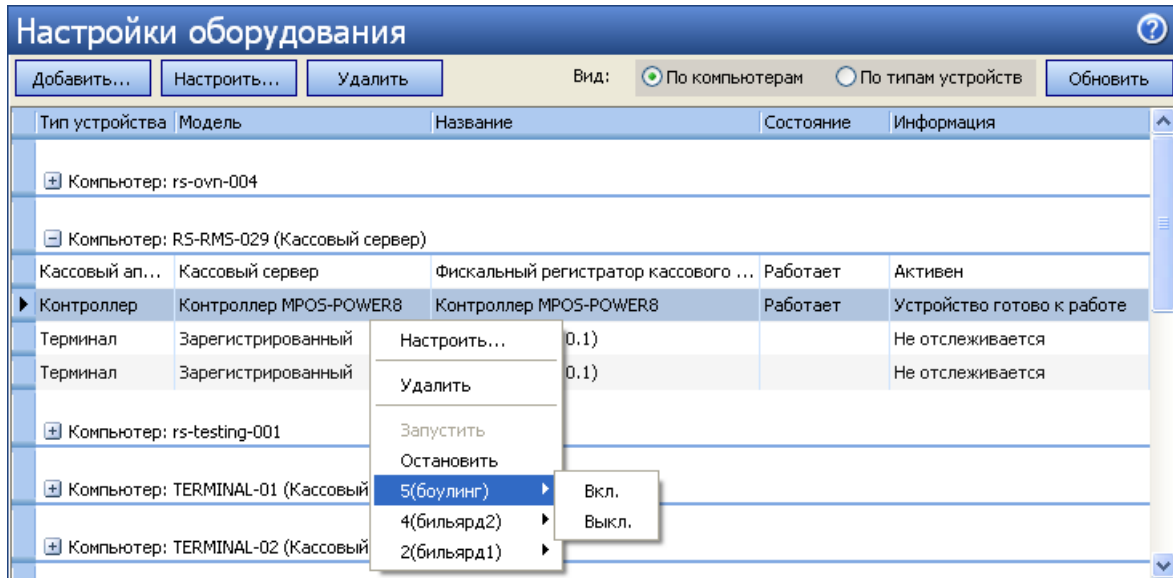 Настройки оборудования
Добавить... Настроить... Удалить Вид: По компьютерам По типам устройств Обновить
Тип устройства Модель Название Состояние Информация
Компьютер: rs-ovn-004
Компьютер: RS-RMS-029 (Кассовый сервер)
Кассовый ап... Кассовый сервер Фискальный регистратор кассового ... Работает Активен
Контроллер Контроллер MPOS-POWER8 Контроллер MPOS-POWER8 Работает Устройство готово к работе
Терминал Зарегистрированный 0.1) Не отслеживается
Терминал Зарегистрированный 0.1) Не отслеживается
Компьютер: rs-testing-001
Компьютер: TERMINAL-01 (Кассовый
Компьютер: TERMINAL-02 (Кассовый
Настроить...
Удалить
Запустить
Остановить
5(боулинг)
4(бильярд2)
2(бильярд1)
Вкл.
Выкл.